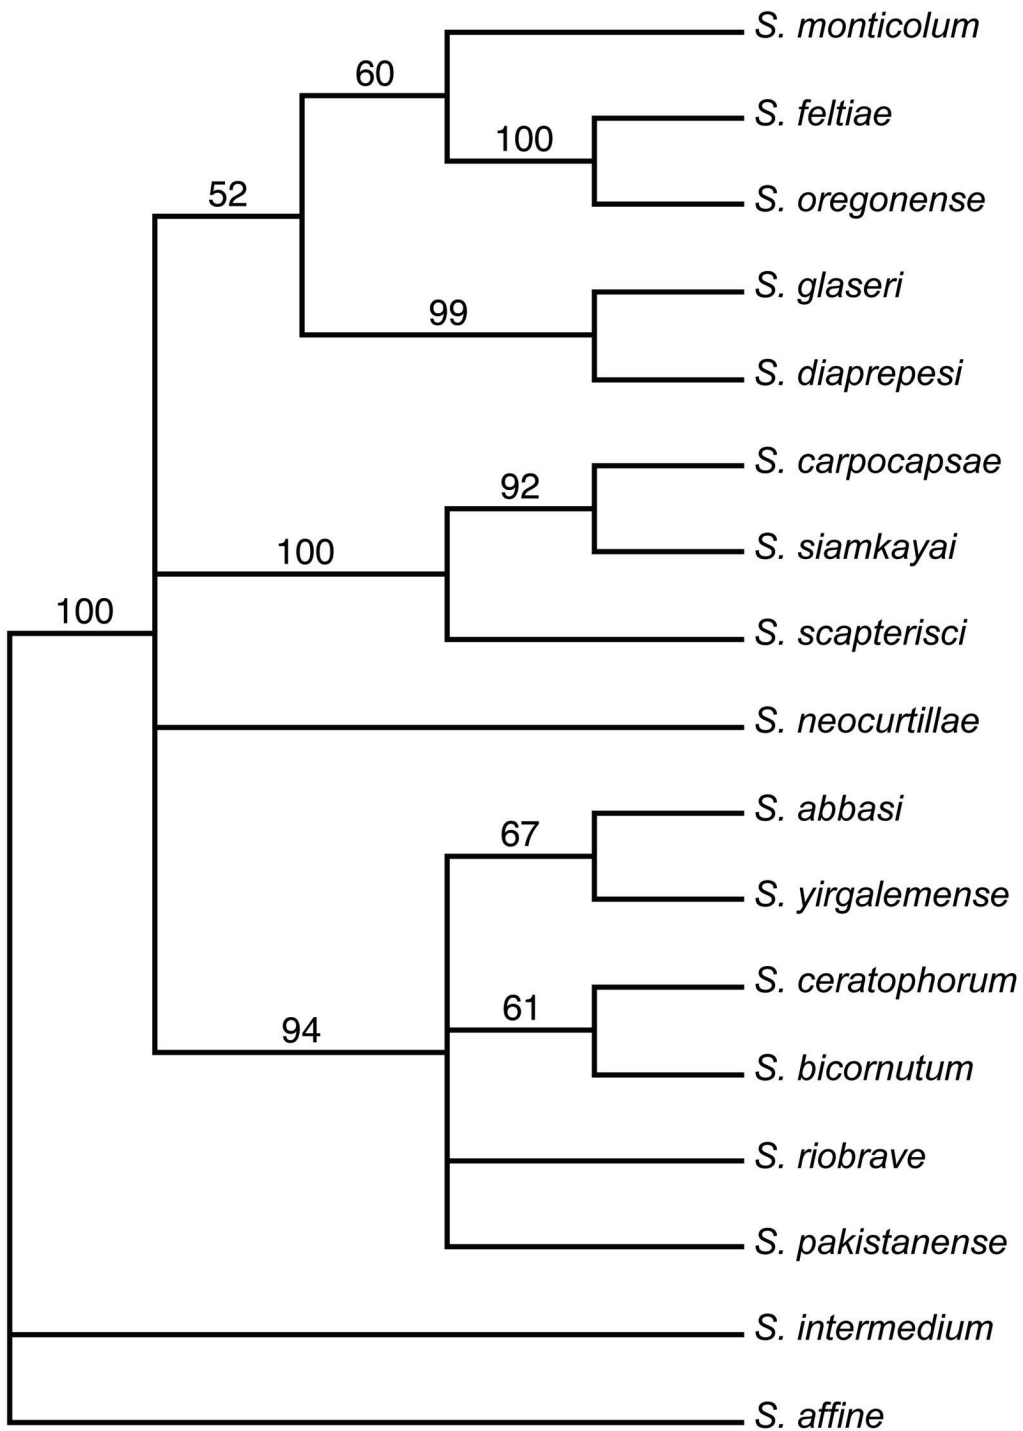 S. monticolum
60
S. feltiae
100
52
S. oregonense
S. glaseri
99
S. diaprepesi
S. carpocapsae
92
S. siamkayai
100
100
S. scapterisci
S. neocurtillae
S. abbasi
67
S. yirgalemense
S. ceratophorum
61
94
S. bicornutum
S. riobrave
S. pakistanense
S. intermedium
S. affine